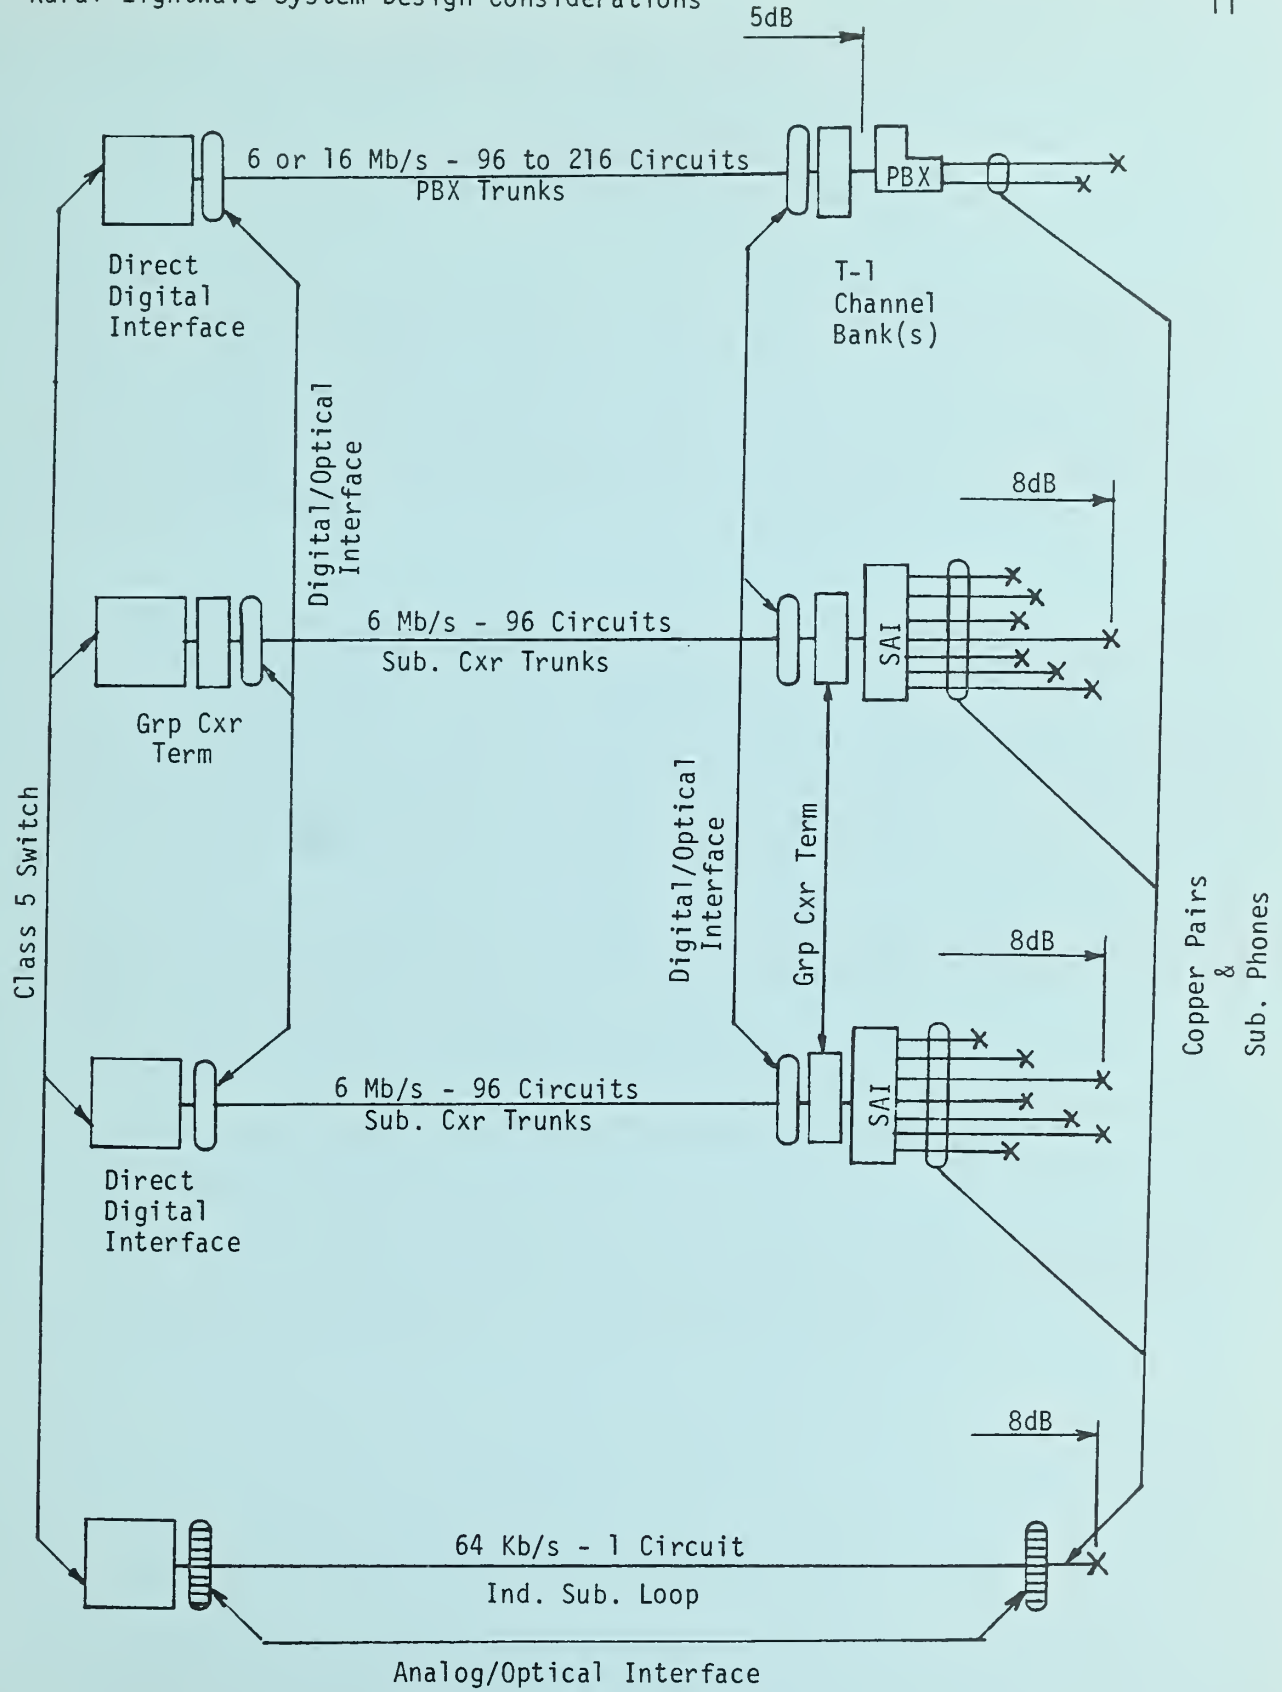 Lightwave System Design Considerations
11
5dB
6 or 16 Mb/s - 96 to 216 Circuits
PBX Trunks
PBX
Direct
Digital
Interface
T-1
Channel
Bank(s)
Digital/Optical
Interface
8dB
6 Mb/s - 96 Circuits
Sub. Cxr Trunks
SAI
Grp Cxr
Term
Class 5 Switch
Digital/Optical
Interface
Grp Cxr Term
Copper Pairs
&
Sub. Phones
8dB
6 Mb/s - 96 Circuits
Sub. Cxr Trunks
SAI
Direct
Digital
Interface
8dB
64 Kb/s - 1 Circuit
Ind. Sub. Loop
Analog/Optical Interface